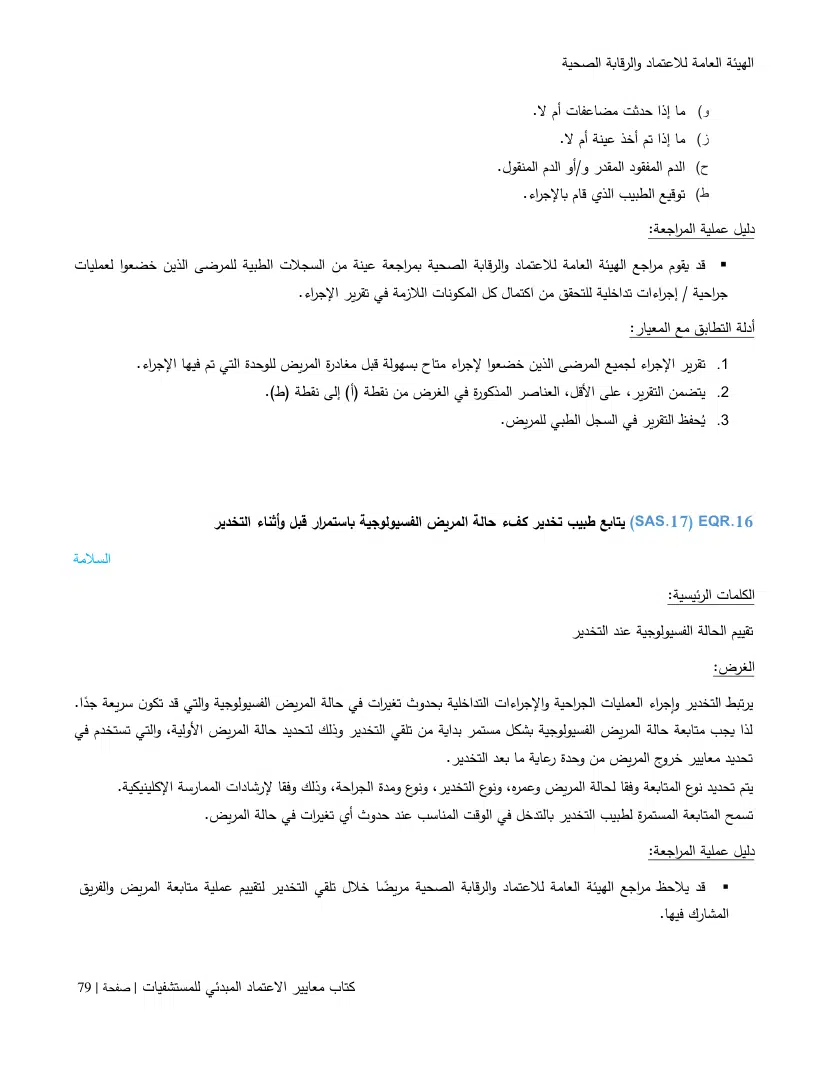 الهيئة العامة للاعتماد والرقابة الصحية
و) ما إذا حدثت مضاعفات أم لا.
ز) ما إذا تم أخذ عينة أم لا.
ح) الدم المفقود المقدر و/أو الدم المنقول.
ط) توقيع الطبيب الذي قام بالإجراء.
دليل عملية المراجعة:
▪ قد يقوم مراجع الهيئة العامة للاعتماد والرقابة الصحية بمراجعة عينة من السجلات الطبية للمرضى الذين خضعوا لعمليات
جراحية / إجراءات تداخلية للتحقق من اكتمال كل المكونات اللازمة في تقرير الإجراء.
أدلة التطابق مع المعيار:
1. تقرير الإجراء لجميع المرضى الذين خضعوا لإجراء متاح بسهولة قبل مغادرة المريض للوحدة التي تم فيها الإجراء.
2. يتضمن التقرير، على الأقل، العناصر المذكورة في الغرض من نقطة (أ) إلى نقطة (ط).
3. يُحفظ التقرير في السجل الطبي للمريض.
EQR.16 (SAS.17) يتابع طبيب تخدير كفء حالة المريض الفسيولوجية باستمرار قبل وأثناء التخدير
السلامة
الكلمات الرئيسية:
تقييم الحالة الفسيولوجية عند التخدير
الغرض:
يرتبط التخدير وإجراء العمليات الجراحية والإجراءات التداخلية بحدوث تغيرات في حالة المريض الفسيولوجية والتي قد تكون سريعة جدًا.
لذا يجب متابعة حالة المريض الفسيولوجية بشكل مستمر بداية من تلقي التخدير وذلك لتحديد حالة المريض الأولية، والتي تستخدم في
تحديد معايير خروج المريض من وحدة رعاية ما بعد التخدير.
يتم تحديد نوع المتابعة وفقا لحالة المريض وعمره، ونوع التخدير، ونوع ومدة الجراحة، وذلك وفقا لإرشادات الممارسة الإكلينيكية.
تسمح المتابعة المستمرة لطبيب التخدير بالتدخل في الوقت المناسب عند حدوث أي تغيرات في حالة المريض.
دليل عملية المراجعة:
▪ قد يلاحظ مراجع الهيئة العامة للاعتماد والرقابة الصحية مريضًا خلال تلقي التخدير لتقييم عملية متابعة المريض والفريق
المشارك فيها.
كتاب معايير الاعتماد المبدئي للمستشفيات | صفحة | 79